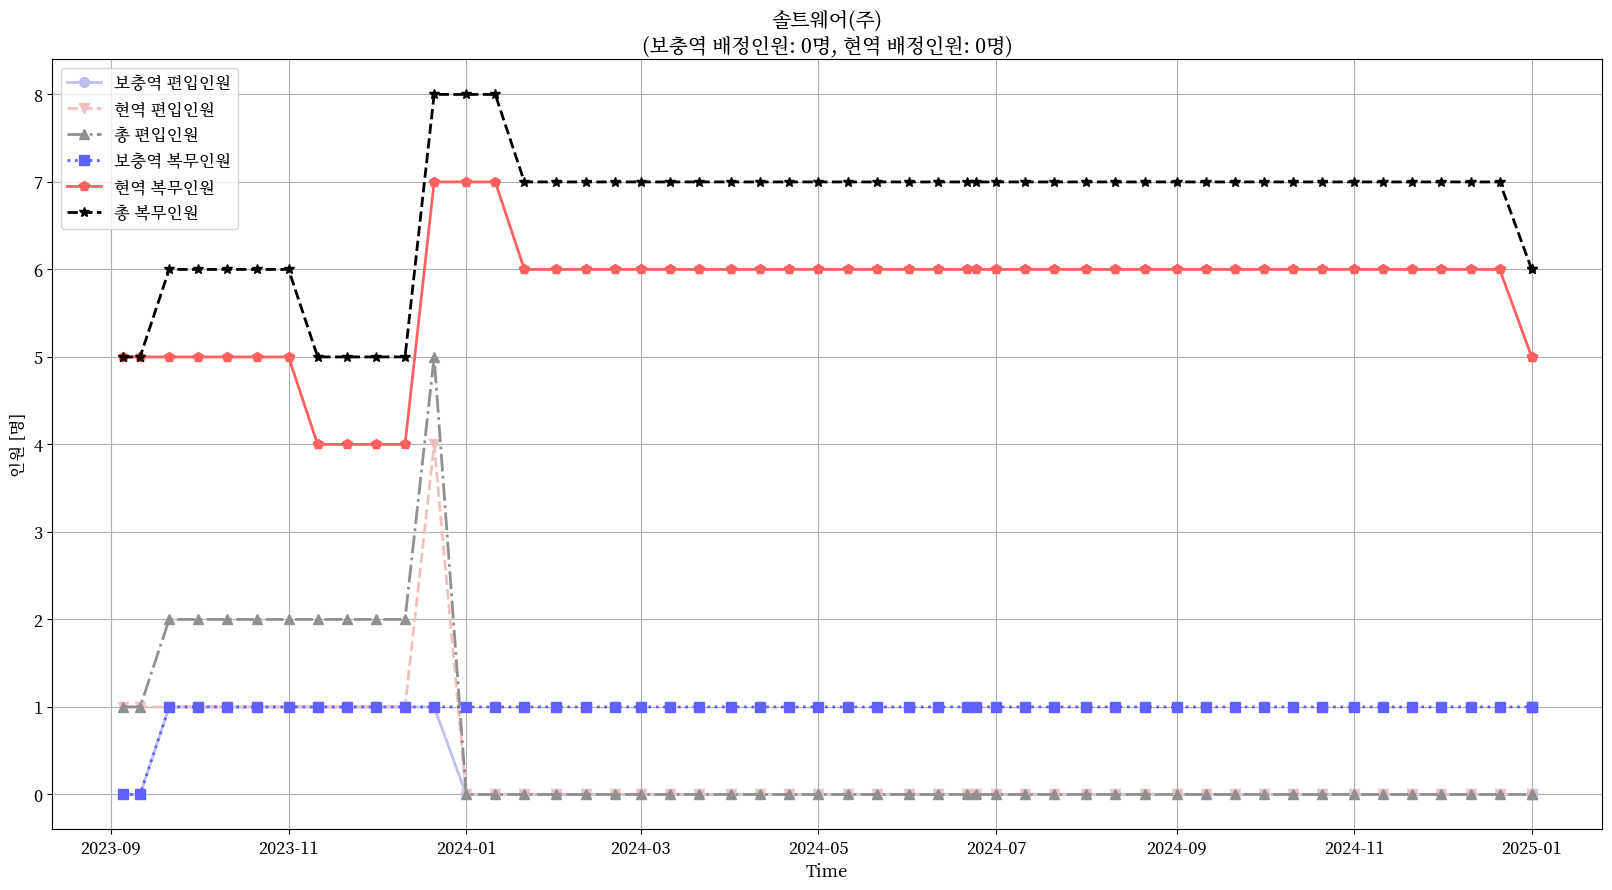 솔트웨어(주)
(보충역 배정인원: 0명, 현역 배정인원: 0명)
보충역 편입인원
현역 편입인원
총 편입인원
보충역 복무인원
현역 복무인원
총 복무인원
인원 [명]
8
7
6
5
4
3
2
1
0
2023-09
2023-11
2024-01
2024-03
2024-05
2024-07
2024-09
2024-11
2025-01
Time